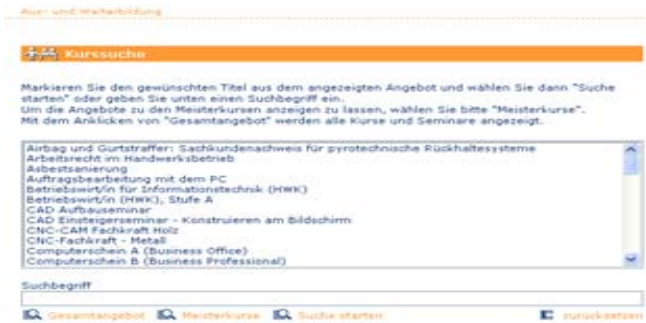 Aus- und Weiterbildung
Kurssuche
Markieren Sie den gewünschten Titel aus dem angezeigten Angebot und wählen Sie dann "Suche
starten" oder geben Sie unten einen Suchbegriff ein.
Um die Angebote zu den Meisterkursen anzeigen zu lassen, wählen Sie bitte "Meisterkurse".
Mit dem Anklicken von "Gesamtangebot" werden alle Kurse und Seminare angezeigt.
Airbag und Gurtstraffer: Sachkundenachweis für pyrotechnische Rückhaltesysteme
Arbeitsrecht im Handwerksbetrieb
Asbestsanierung
Auftragsbearbeitung mit dem PC
Betriebswirt/in für Informationstechnik (HWK)
Betriebswirt/in (HWK), Stufe A
CAD Aufbauseminar
CAD Einsteigerseminar - Konstruieren am Bildschirm
CNC-CAM Fachkraft Holz
CNC-Fachkraft - Metall
Computerschein A (Business Office)
Computerschein B (Business Professional)
Suchbegriff
Gesamtangebot Meisterkurse Suche starten zurücksetzen